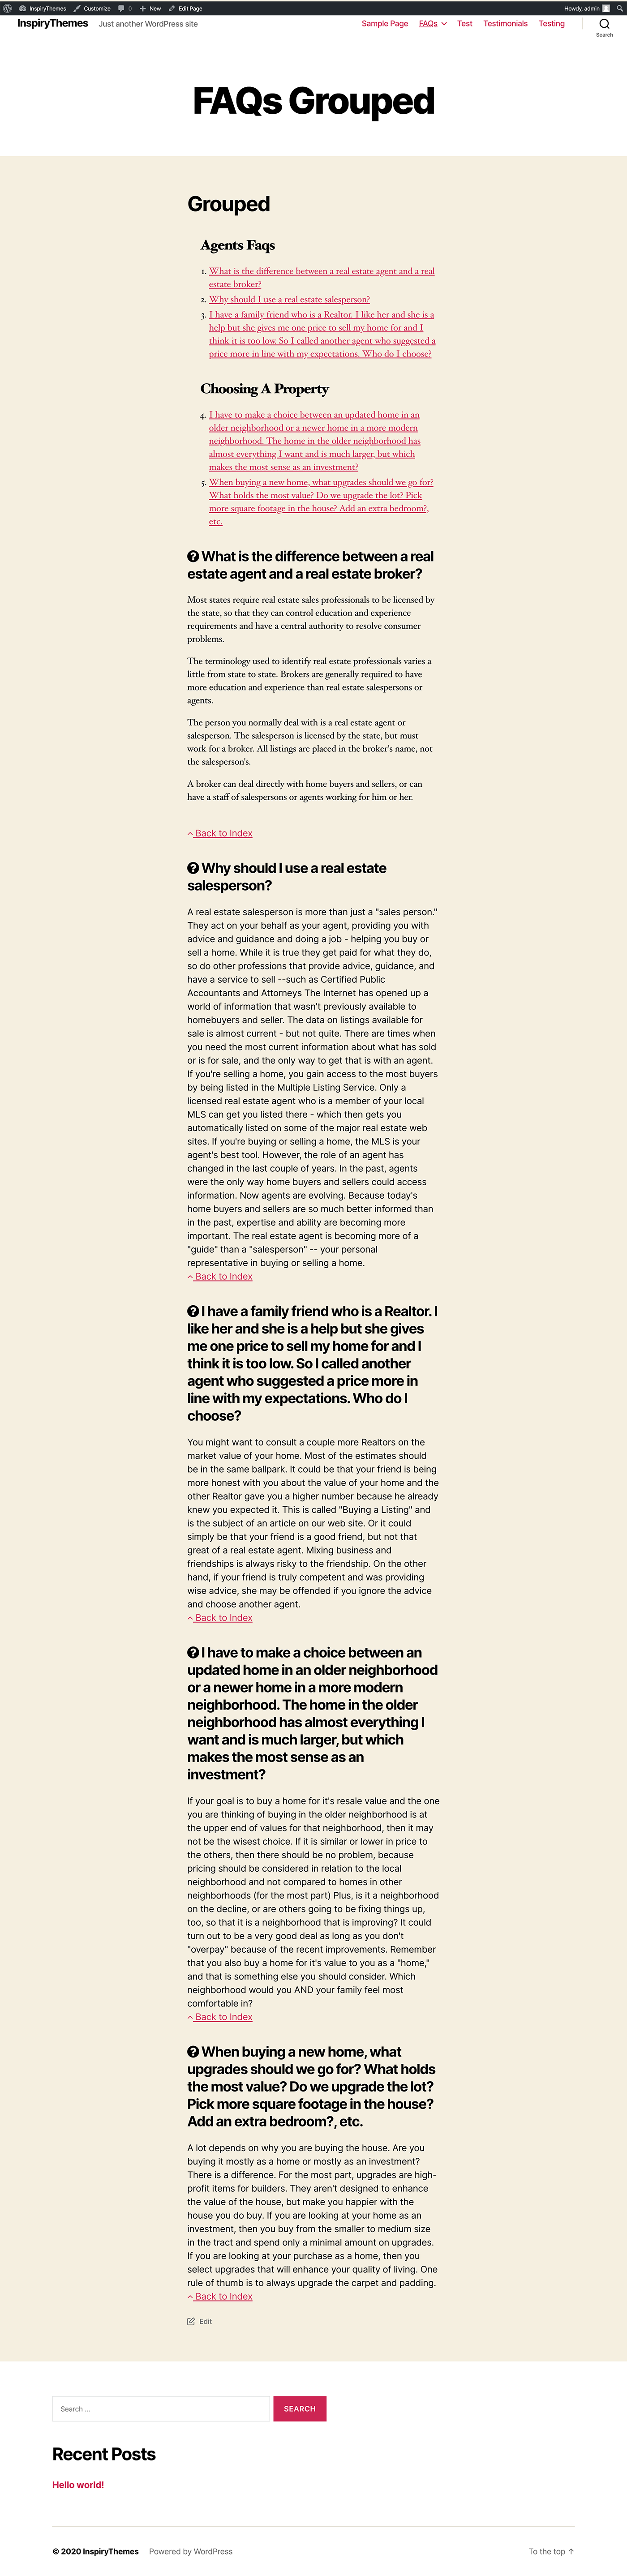 InspiryThemes Customize 0 New Edit Page Howdy, admin
InspiryThemes Just another WordPress site Sample Page FAQs Test Testimonials Testing
Search
FAQs Grouped
Grouped
Agents Faqs
1. What is the difference between a real estate agent and a real
estate broker?
2. Why should I use a real estate salesperson?
3. I have a family friend who is a Realtor. I like her and she is a
help but she gives me one price to sell my home for and I
think it is too low. So I called another agent who suggested a
price more in line with my expectations. Who do I choose?
Choosing A Property
4. I have to make a choice between an updated home in an
older neighborhood or a newer home in a more modern
neighborhood. The home in the older neighborhood has
almost everything I want and is much larger, but which
makes the most sense as an investment?
5. When buying a new home, what upgrades should we go for?
What holds the most value? Do we upgrade the lot? Pick
more square footage in the house? Add an extra bedroom?,
etc.
What is the difference between a real
estate agent and a real estate broker?
Most states require real estate sales professionals to be licensed by
the state, so that they can control education and experience
requirements and have a central authority to resolve consumer
problems.
The terminology used to identify real estate professionals varies a
little from state to state. Brokers are generally required to have
more education and experience than real estate salespersons or
agents.
The person you normally deal with is a real estate agent or
salesperson. The salesperson is licensed by the state, but must
work for a broker. All listings are placed in the broker's name, not
the salesperson's.
A broker can deal directly with home buyers and sellers, or can
have a staff of salespersons or agents working for him or her.
Back to Index
Why should I use a real estate
salesperson?
A real estate salesperson is more than just a "sales person."
They act on your behalf as your agent, providing you with
advice and guidance and doing a job - helping you buy or
sell a home. While it is true they get paid for what they do,
so do other professions that provide advice, guidance, and
have a service to sell --such as Certified Public
Accountants and Attorneys The Internet has opened up a
world of information that wasn't previously available to
homebuyers and seller. The data on listings available for
sale is almost current - but not quite. There are times when
you need the most current information about what has sold
or is for sale, and the only way to get that is with an agent.
If you're selling a home, you gain access to the most buyers
by being listed in the Multiple Listing Service. Only a
licensed real estate agent who is a member of your local
MLS can get you listed there - which then gets you
automatically listed on some of the major real estate web
sites. If you're buying or selling a home, the MLS is your
agent's best tool. However, the role of an agent has
changed in the last couple of years. In the past, agents
were the only way home buyers and sellers could access
information. Now agents are evolving. Because today's
home buyers and sellers are so much better informed than
in the past, expertise and ability are becoming more
important. The real estate agent is becoming more of a
"guide" than a "salesperson" -- your personal
representative in buying or selling a home.
Back to Index
I have a family friend who is a Realtor. I
like her and she is a help but she gives
me one price to sell my home for and I
think it is too low. So I called another
agent who suggested a price more in
line with my expectations. Who do I
choose?
You might want to consult a couple more Realtors on the
market value of your home. Most of the estimates should
be in the same ballpark. It could be that your friend is being
more honest with you about the value of your home and the
other Realtor gave you a higher number because he already
knew you expected it. This is called "Buying a Listing" and
is the subject of an article on our web site. Or it could
simply be that your friend is a good friend, but not that
great of a real estate agent. Mixing business and
friendships is always risky to the friendship. On the other
hand, if your friend is truly competent and was providing
wise advice, she may be offended if you ignore the advice
and choose another agent.
Back to Index
I have to make a choice between an
updated home in an older neighborhood
or a newer home in a more modern
neighborhood. The home in the older
neighborhood has almost everything I
want and is much larger, but which
makes the most sense as an
investment?
If your goal is to buy a home for it's resale value and the one
you are thinking of buying in the older neighborhood is at
the upper end of values for that neighborhood, then it may
not be the wisest choice. If it is similar or lower in price to
the others, then there should be no problem, because
pricing should be considered in relation to the local
neighborhood and not compared to homes in other
neighborhoods (for the most part) Plus, is it a neighborhood
on the decline, or are others going to be fixing things up,
too, so that it is a neighborhood that is improving? It could
turn out to be a very good deal as long as you don't
"overpay" because of the recent improvements. Remember
that you also buy a home for it's value to you as a "home,"
and that is something else you should consider. Which
neighborhood would you AND your family feel most
comfortable in?
Back to Index
When buying a new home, what
upgrades should we go for? What holds
the most value? Do we upgrade the lot?
Pick more square footage in the house?
Add an extra bedroom?, etc.
A lot depends on why you are buying the house. Are you
buying it mostly as a home or mostly as an investment?
There is a difference. For the most part, upgrades are high-
profit items for builders. They aren't designed to enhance
the value of the house, but make you happier with the
house you do buy. If you are looking at your home as an
investment, then you buy from the smaller to medium size
in the tract and spend only a minimal amount on upgrades.
If you are looking at your purchase as a home, then you
select upgrades that will enhance your quality of living. One
rule of thumb is to always upgrade the carpet and padding.
Back to Index
Edit
Search … SEARCH
Recent Posts
Hello world!
© 2020 InspiryThemes Powered by WordPress To the top ↑